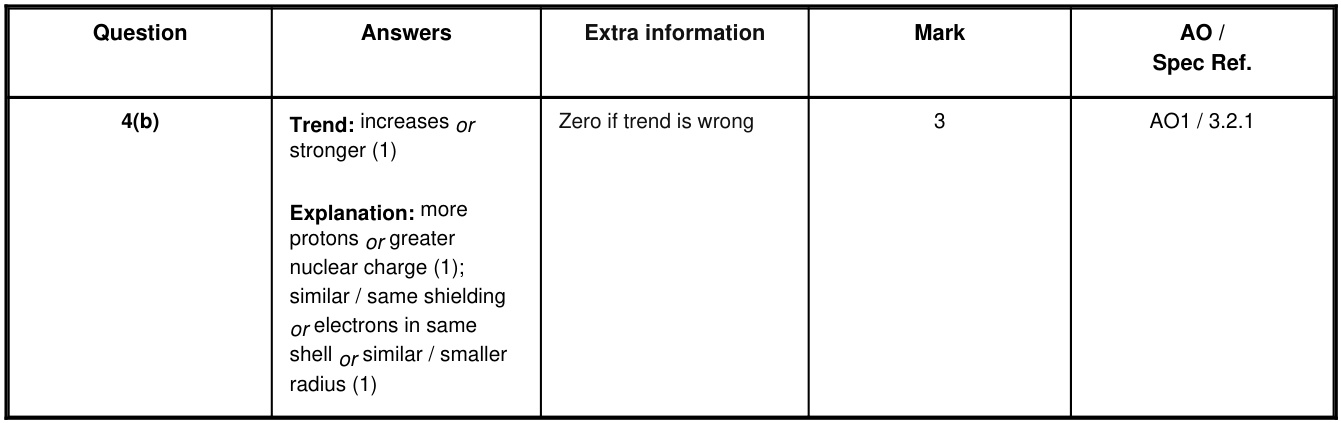 Question
Answers
Extra information
Mark
AO /
Spec Ref.
4(b)
Trend: increases or
stronger (1)
Explanation: more
protons or greater
nuclear charge (1);
similar / same shielding
or electrons in same
shell or similar / smaller
radius (1)
Zero if trend is wrong
3
AO1 / 3.2.1